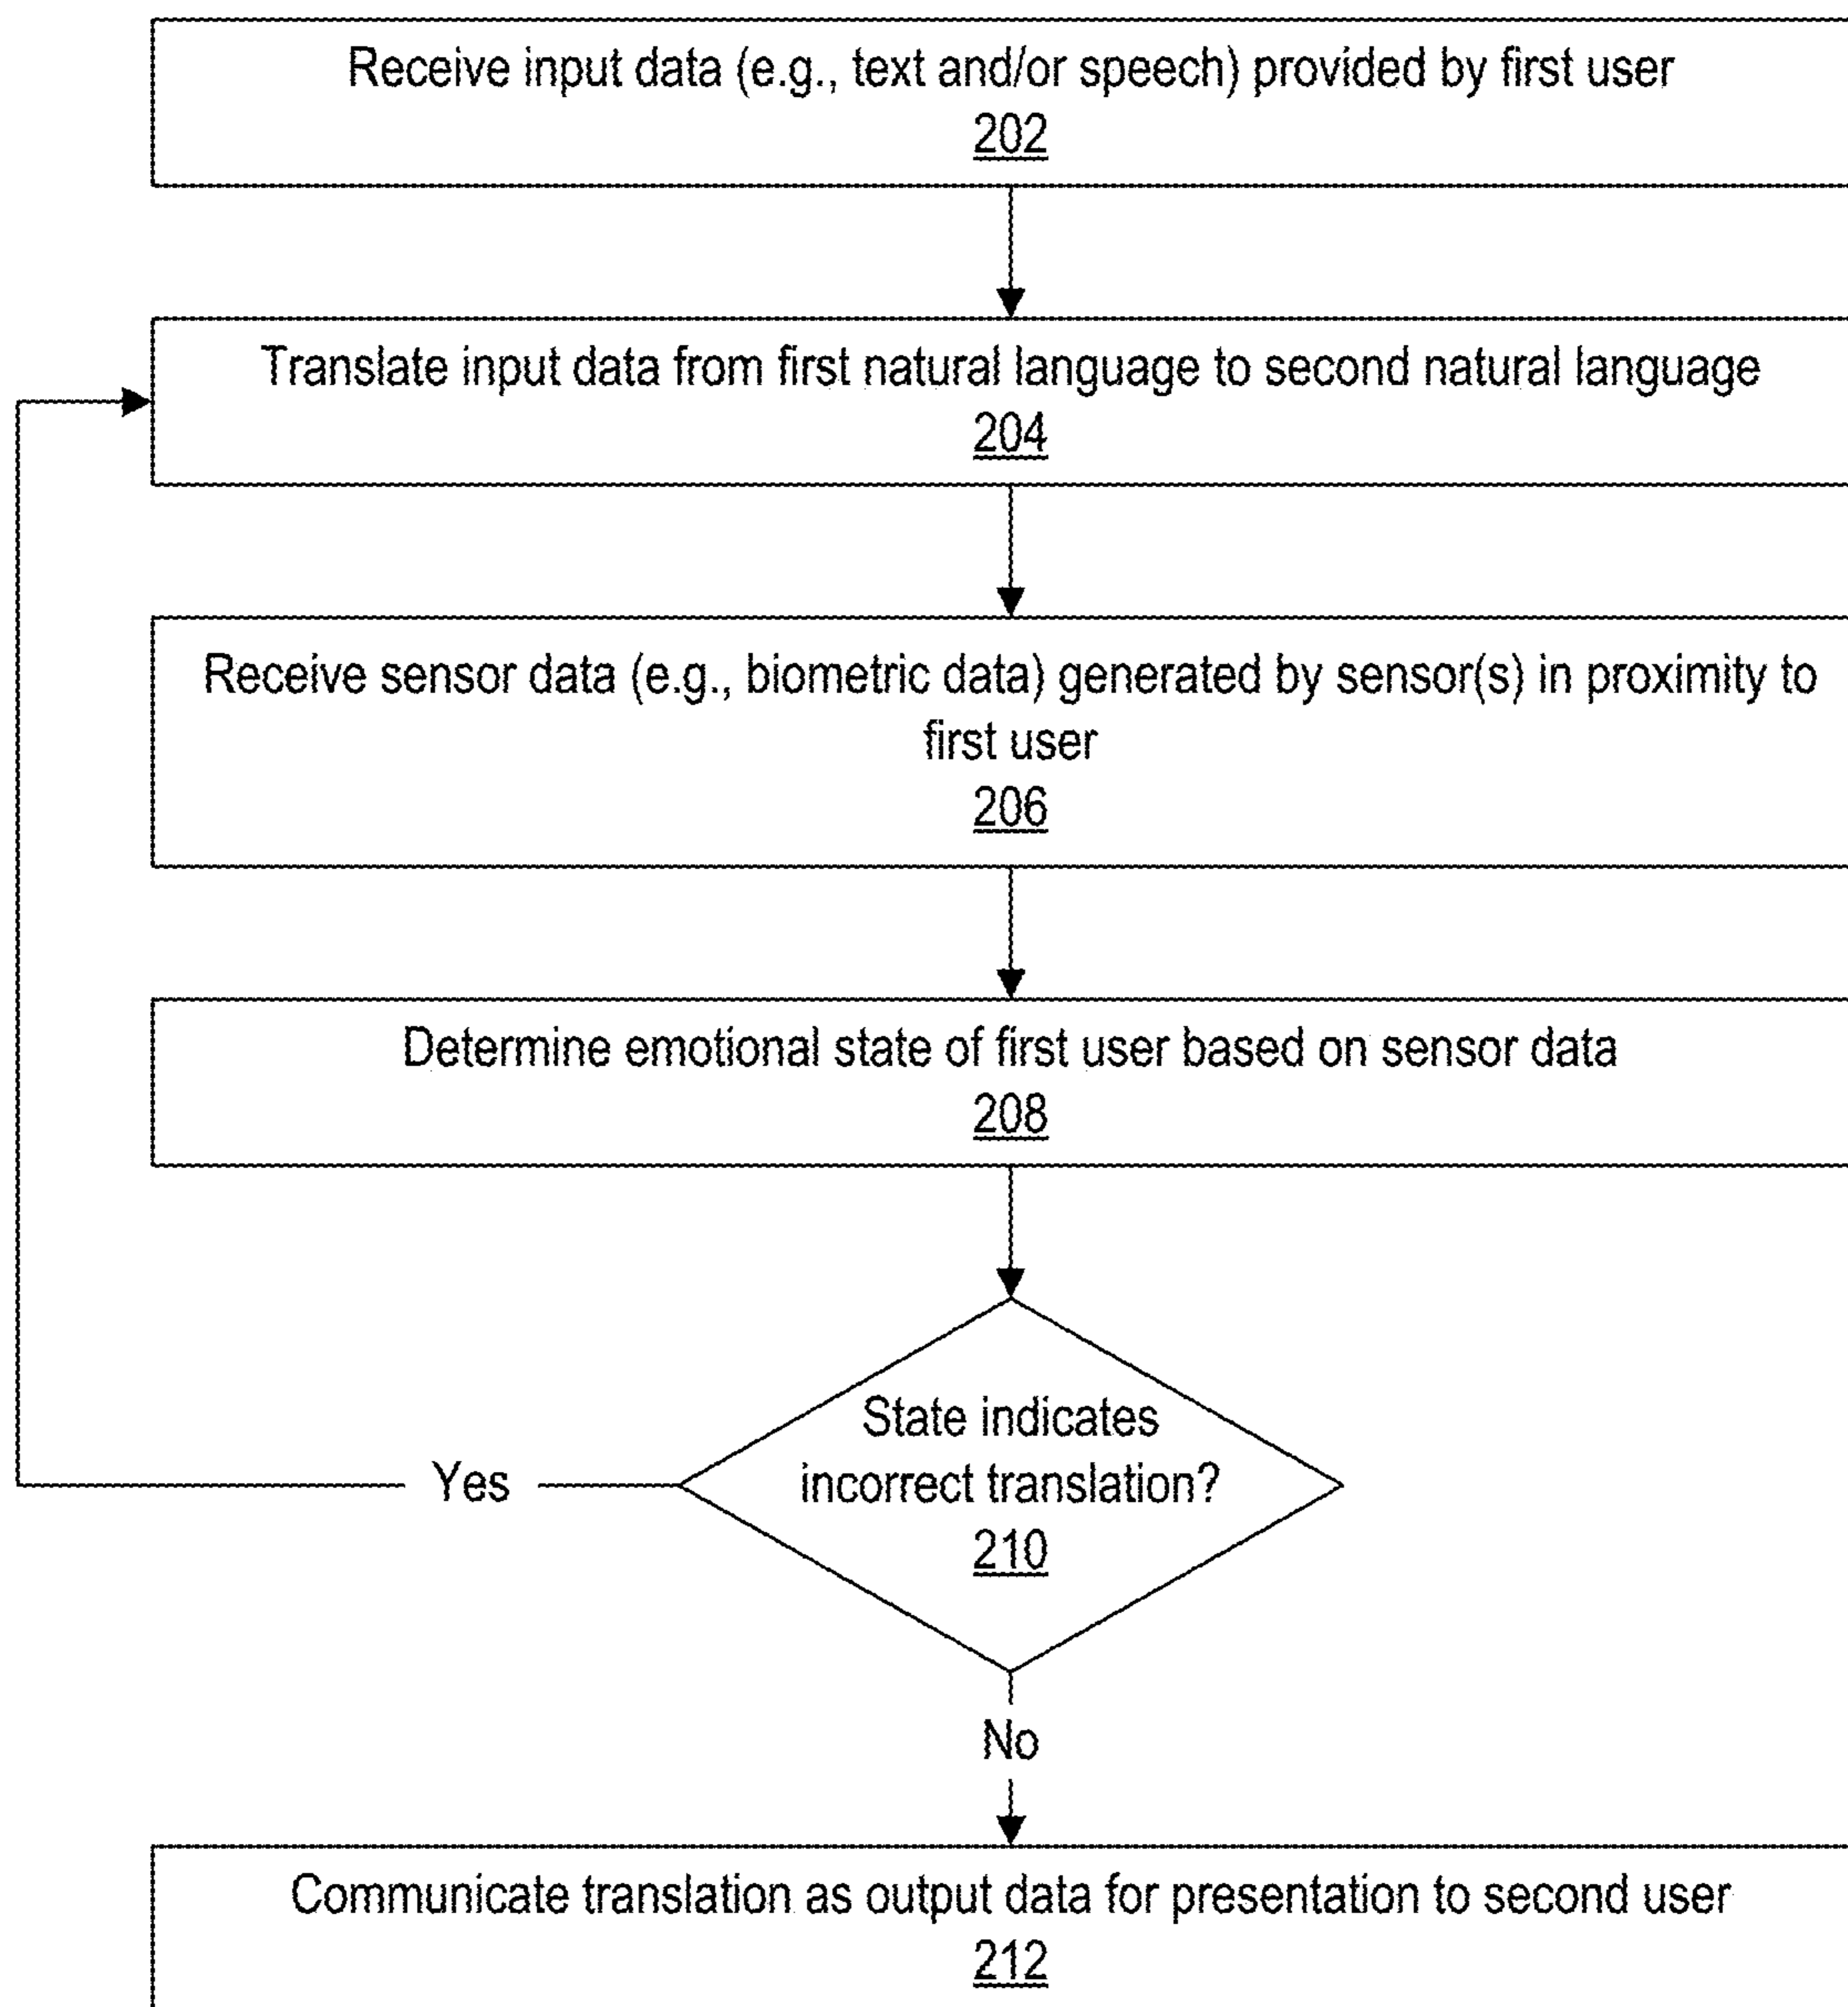 Receive input data (e.g., text and/or speech) provided by first user
202
Translate input data from first natural language to second natural language
204
Receive sensor data (e.g., biometric data) generated by sensor(s) in proximity to
first user
206
Determine emotional state of first user based on sensor data
208
State indicates
incorrect translation?
210
Yes
No
Communicate translation as output data for presentation to second user
212